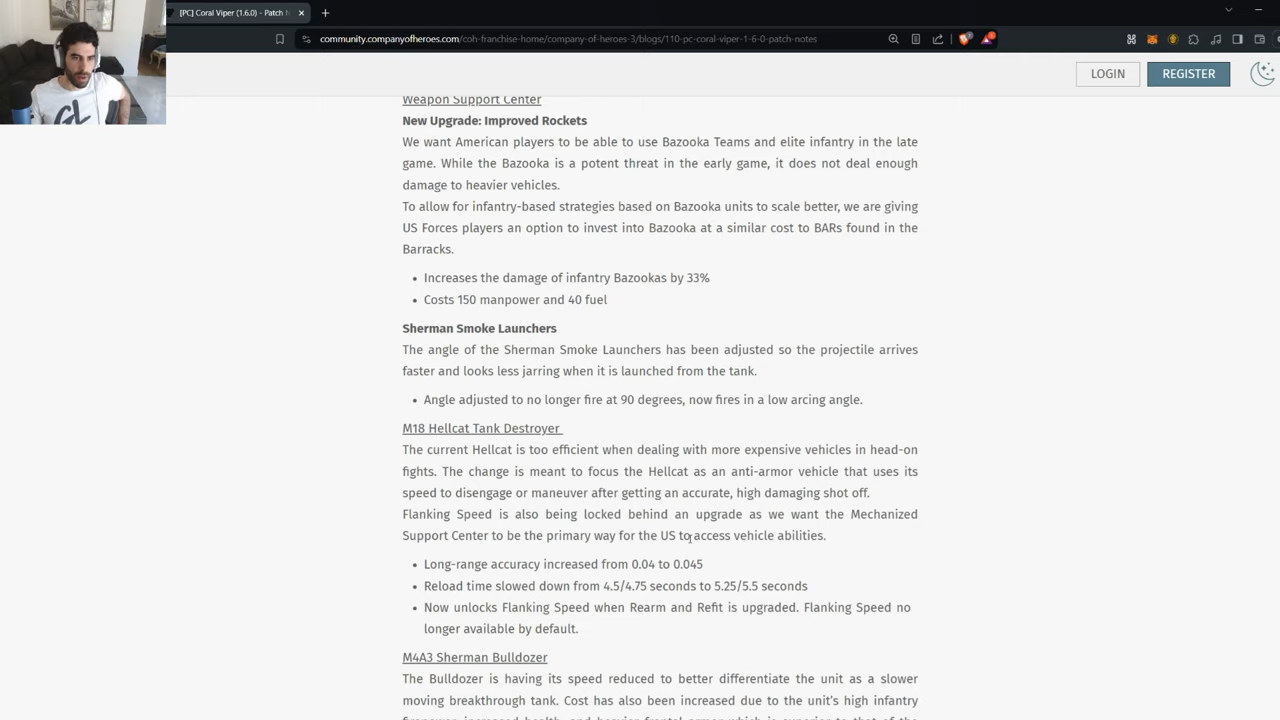 [PC] Coral Viper (1.6.0) - Patch N
community.companyofheroes.com/coh-franchise-home/company-of-heroes-3/blogs/110-pc-coral-viper-1-6-0-patch-notes
LOGIN
REGISTER
GL
Weapon Support Center
New Upgrade: Improved Rockets
We want American players to be able to use Bazooka Teams and elite infantry in the late
game. While the Bazooka is a potent threat in the early game, it does not deal enough
damage to heavier vehicles.
To allow for infantry-based strategies based on Bazooka units to scale better, we are giving
US Forces players an option to invest into Bazooka at a similar cost to BARs found in the
Barracks.
• Increases the damage of infantry Bazookas by 33%
• Costs 150 manpower and 40 fuel
Sherman Smoke Launchers
The angle of the Sherman Smoke Launchers has been adjusted so the projectile arrives
faster and looks less jarring when it is launched from the tank.
• Angle adjusted to no longer fire at 90 degrees, now fires in a low arcing angle.
M18 Hellcat Tank Destroyer
The current Hellcat is too efficient when dealing with more expensive vehicles in head-on
fights. The change is meant to focus the Hellcat as an anti-armor vehicle that uses its
speed to disengage or maneuver after getting an accurate, high damaging shot off.
Flanking Speed is also being locked behind an upgrade as we want the Mechanized
Support Center to be the primary way for the US to access vehicle abilities.
• Long-range accuracy increased from 0.04 to 0.045
• Reload time slowed down from 4.5/4.75 seconds to 5.25/5.5 seconds
• Now unlocks Flanking Speed when Rearm and Refit is upgraded. Flanking Speed no
longer available by default.
M4A3 Sherman Bulldozer
The Bulldozer is having its speed reduced to better differentiate the unit as a slower
moving breakthrough tank. Cost has also been increased due to the unit's high infantry
firepower, increased health, and heavier frontal armor which is superior to that of the